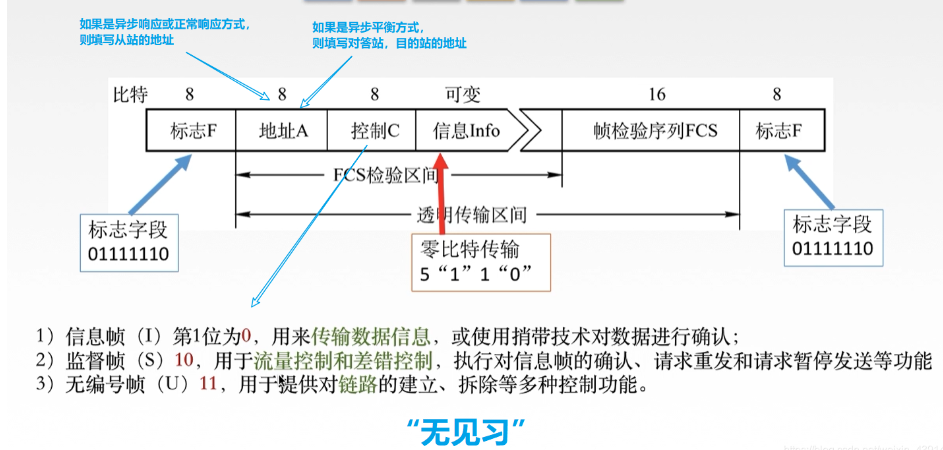 如果是异步响应或正常响应方式，
则填写从站的地址
如果是异步平衡方式，
则填写对答站，目的站的地址
比特 8 8 8 可变 16 8
标志F 地址A 控制C 信息Info 帧检验序列FCS 标志F
FCS检验区间
透明传输区间
标志字段
01111110
零比特传输
5“1”1“0”
标志字段
01111110
1）信息帧（I）第1位为0，用来传输数据信息，或使用捎带技术对数据进行确认；
2）监督帧（S）10，用于流量控制和差错控制，执行对信息帧的确认、请求重发和请求暂停发送等功能
3）无编号帧（U）11，用于提供对链路的建立、拆除等多种控制功能。
“无见习”